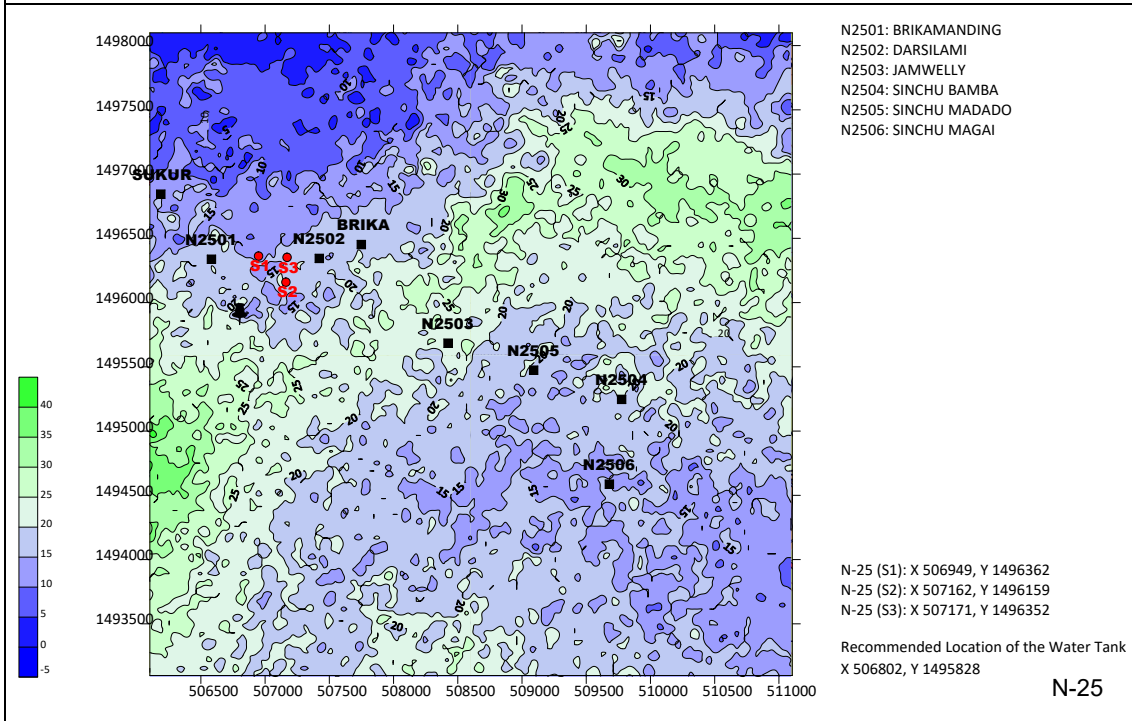 N2501: BRIKAMANDING
N2502: DARSILAMI
N2503: JAMWELLY
N2504: SINCHU BAMBA
N2505: SINCHU MADADO
N2506: SINCHU MAGAI
1498000
1497500
1497000
1496500
1496000
1495500
1495000
1494500
1494000
1493500
SUKUR
BRIKA
N2501
N2502
S1
S3
S2
N2503
N2505
N2504
N2506
40
35
30
25
20
15
10
5
0
-5
506500
507000
507500
508000
508500
509000
509500
510000
510500
511000
N-25 (S1): X 506949, Y 1496362
N-25 (S2): X 507162, Y 1496159
N-25 (S3): X 507171, Y 1496352
Recommended Location of the Water Tank
X 506802, Y 1495828
N-25